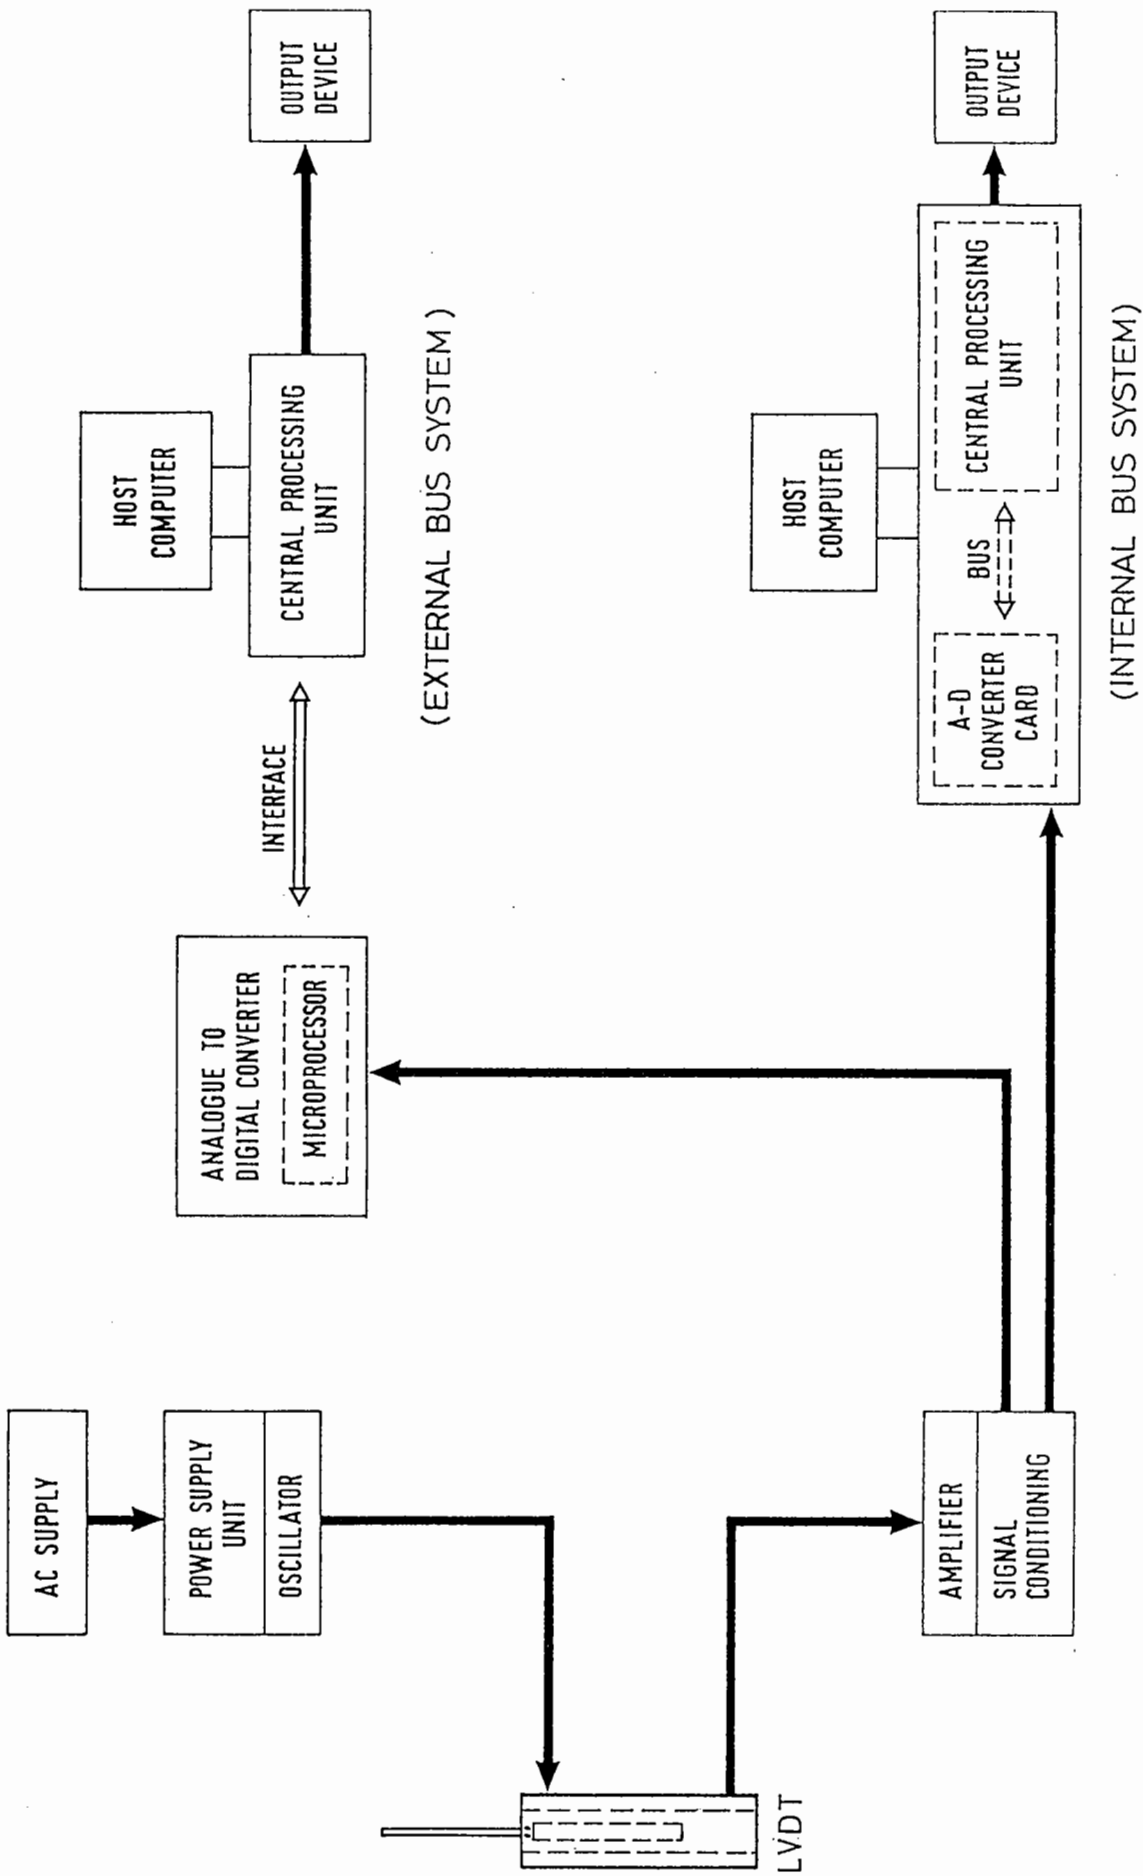 AC SUPPLY
POWER SUPPLY
UNIT
OSCILLATOR
LVDT
AMPLIFIER
SIGNAL
CONDITIONING
ANALOGUE TO
DIGITAL CONVERTER
MICROPROCESSOR
INTERFACE
HOST
COMPUTER
CENTRAL PROCESSING
UNIT
OUTPUT
DEVICE
(EXTERNAL BUS SYSTEM)
HOST
COMPUTER
A-D
CONVERTER
CARD
BUS
CENTRAL PROCESSING
UNIT
OUTPUT
DEVICE
(INTERNAL BUS SYSTEM)